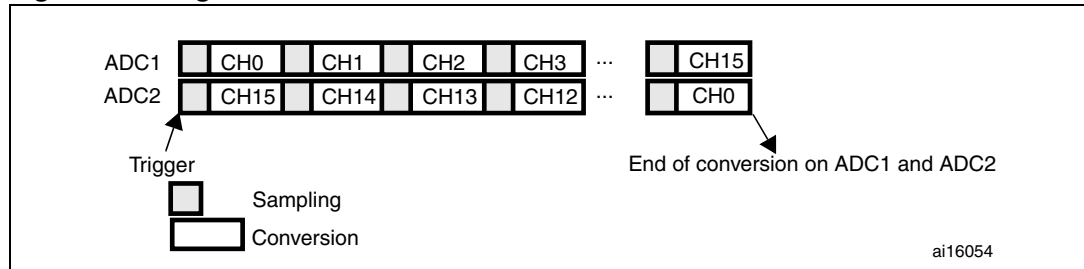 ADC1 CH0 CH1 CH2 CH3 ... CH15
ADC2 CH15 CH14 CH13 CH12 ... CH0
Trigger
End of conversion on ADC1 and ADC2
Sampling
Conversion
ai16054